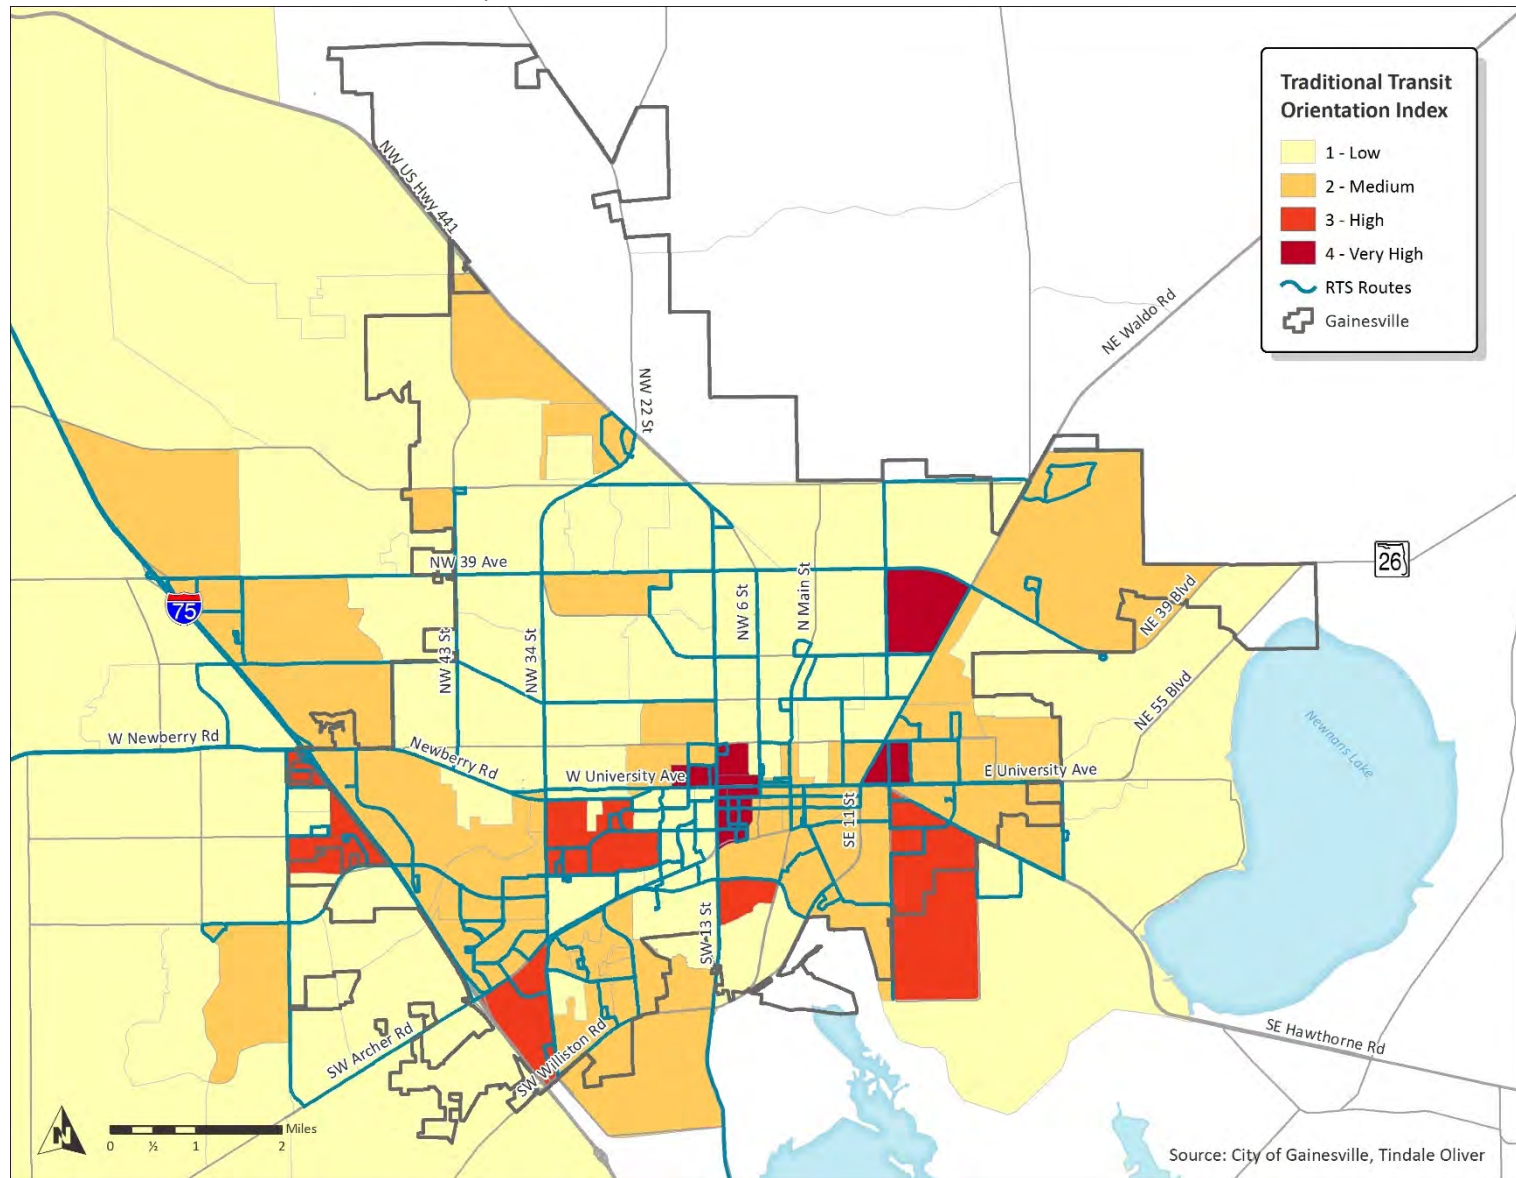 Traditional Transit
Orientation Index
1 - Low
2 - Medium
3 - High
4 - Very High
RTS Routes
Gainesville
NW US Hwy 441
NE Waldo Rd
NW 22 St
26
NW 39 Ave
75
NW 43 St
NW 34 St
NW 6 St
N Main St
NE 39 Blvd
NE 55 Blvd
W Newberry Rd
Newberry Rd
W University Ave
E University Ave
Newnans Lake
SE 11 St
SW 13 St
SW Archer Rd
SW Williston Rd
SE Hawthorne Rd
N
Miles
0 ½ 1 2
Source: City of Gainesville, Tindale Oliver